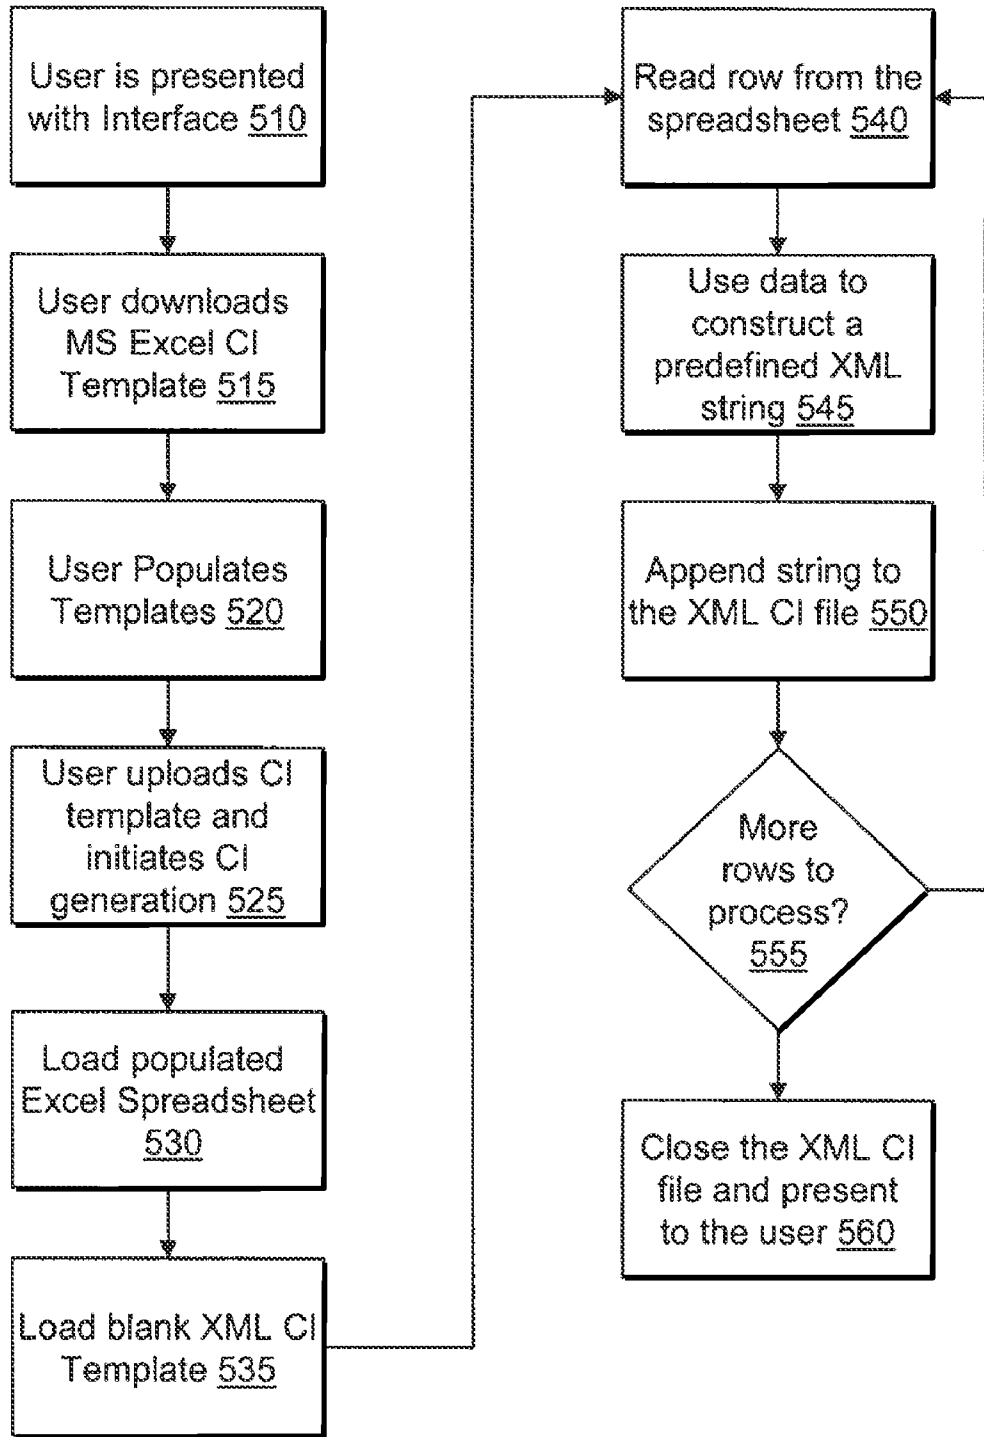 User is presented
with Interface 510
User downloads
MS Excel CI
Template 515
User Populates
Templates 520
User uploads CI
template and
initiates CI
generation 525
Load populated
Excel Spreadsheet
530
Load blank XML CI
Template 535
Read row from the
spreadsheet 540
Use data to
construct a
predefined XML
string 545
Append string to
the XML CI file 550
More
rows to
process?
555
Close the XML CI
file and present
to the user 560